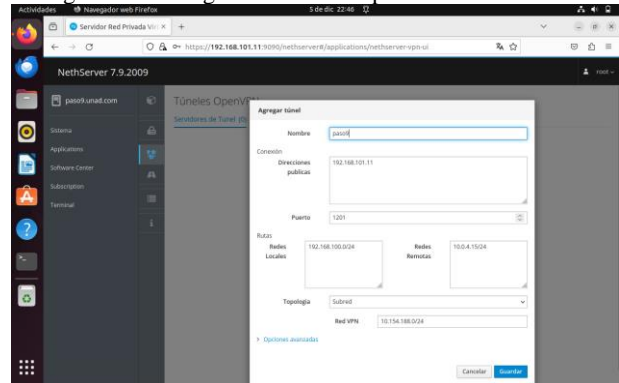 Actividades Navegador web Firefox 5 de dic 22:46
Servidor Red Privada Vir
https://192.168.101.11:9090/nethserver#/applications/nethserver-vpn-ui
NethServer 7.9.2009 root
paso9.unad.com
Sistema
Applications
Software Center
Subscription
Terminal
Túneles OpenVPN
Servidores de Tunel (0)
Agregar túnel
Nombre paso9
Conexión
Direcciones publicas 192.168.101.11
Puerto 1201
Rutas
Redes Locales 192.168.100.0/24 Redes Remotas 10.0.4.15/24
Topología Subred
Red VPN 10.154.188.0/24
> Opciones avanzadas
Cancelar Guardar